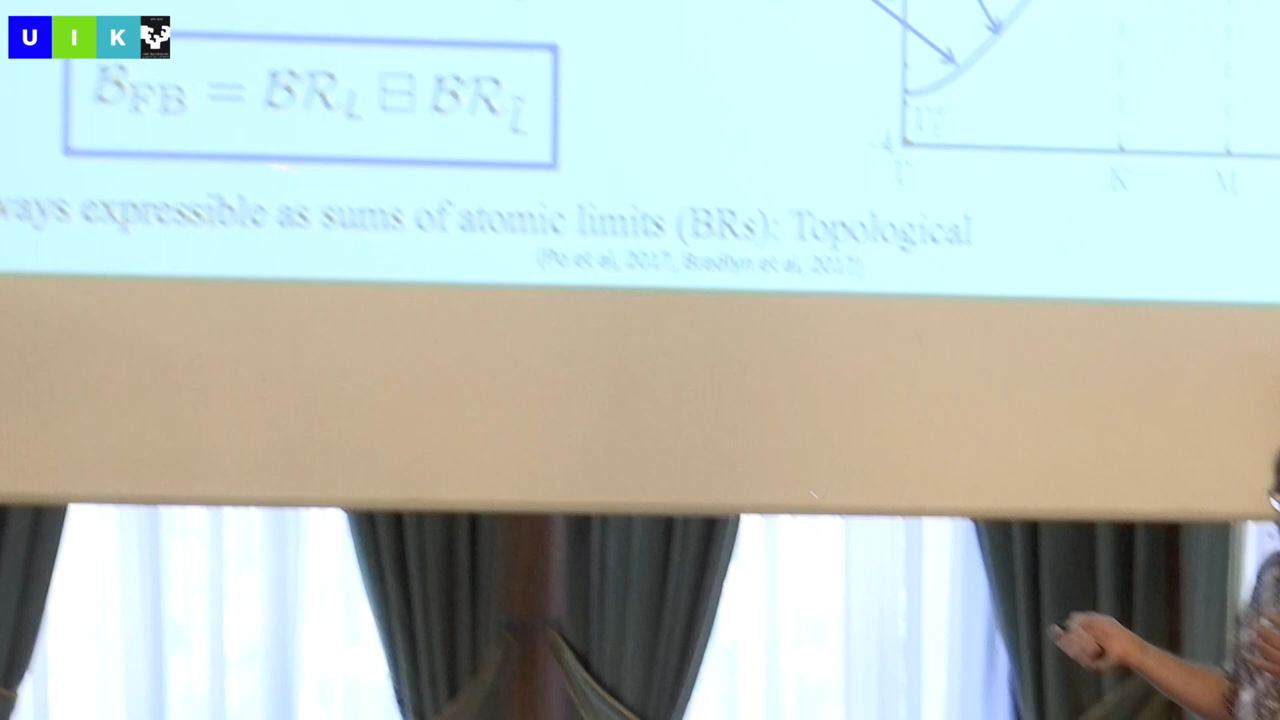 U I K
𝓑_FB = 𝓑𝓡_L ⊟ 𝓑𝓡_L̃
-4
Γ K M
ways expressible as sums of atomic limits (BRs): Topological
(Po et al, 2017, Bradlyn et al, 2017)